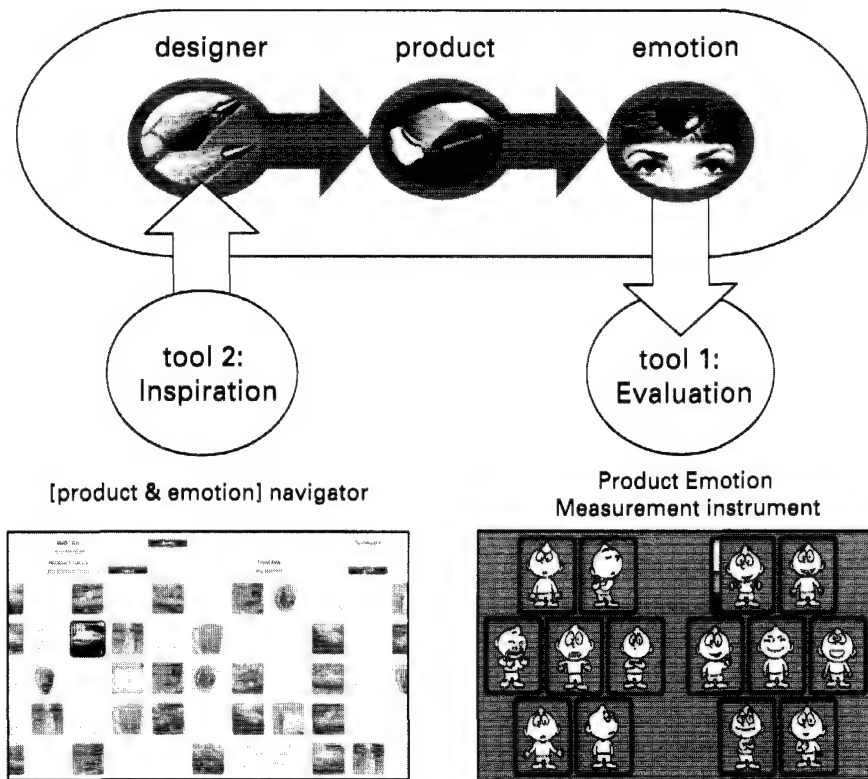 designer product emotion
tool 2:
Inspiration
tool 1:
Evaluation
[product & emotion] navigator
Product Emotion
Measurement instrument